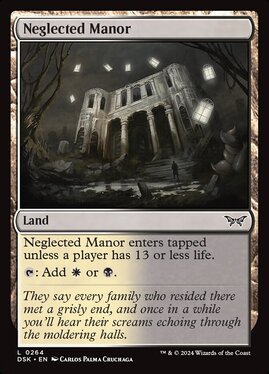 Neglected Manor
Land
Neglected Manor enters tapped
unless a player has 13 or less life.
: Add or .
They say every family who resided there
met a grisly end, and once in a while
you'll hear their screams echoing through
the moldering halls.
L 0264
DSK • EN CARLOS PALMA CRUCHAGA
™ & © 2024 Wizards of the Coast